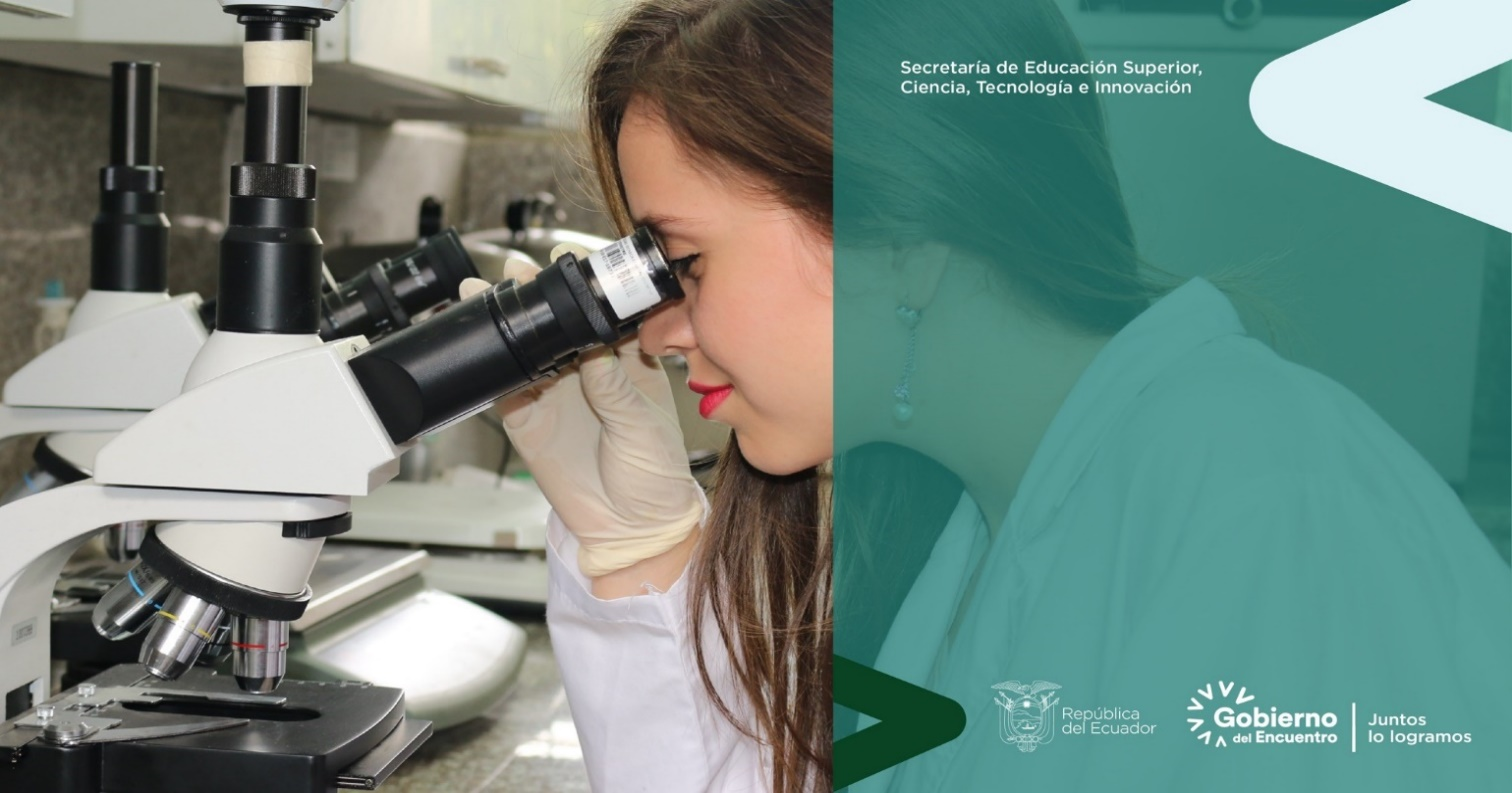 Secretaría de Educación Superior,
Ciencia, Tecnología e Innovación
República
del Ecuador
Gobierno
del Encuentro
Juntos
lo logramos